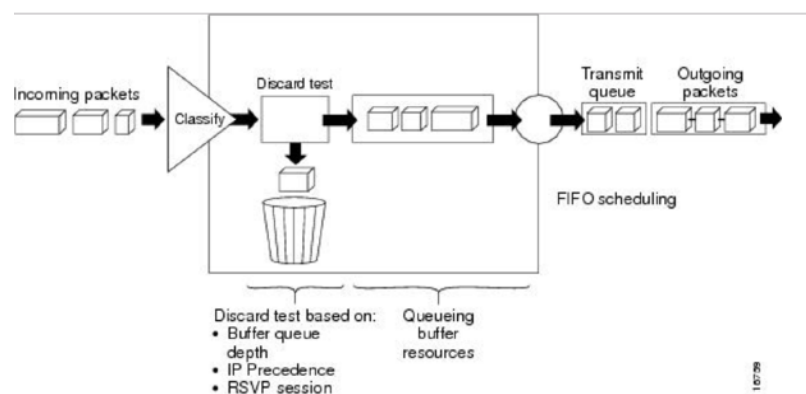 Incoming packets
Classify
Discard test
Transmit
queue
Outgoing
packets
FIFO scheduling
Discard test based on:
• Buffer queue
depth
• IP Precedence
• RSVP session
Queueing
buffer
resources
16759